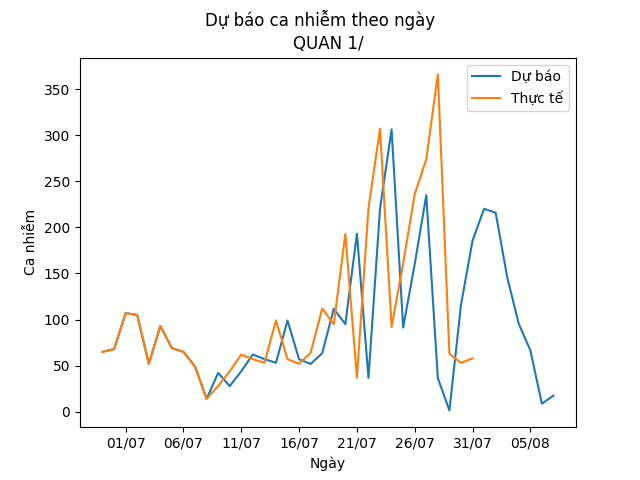 Dự báo ca nhiễm theo ngày
QUAN 1/
Dự báo
Thực tế
350
300
250
200
150
100
50
0
Ca nhiễm
01/07 06/07 11/07 16/07 21/07 26/07 31/07 05/08
Ngày